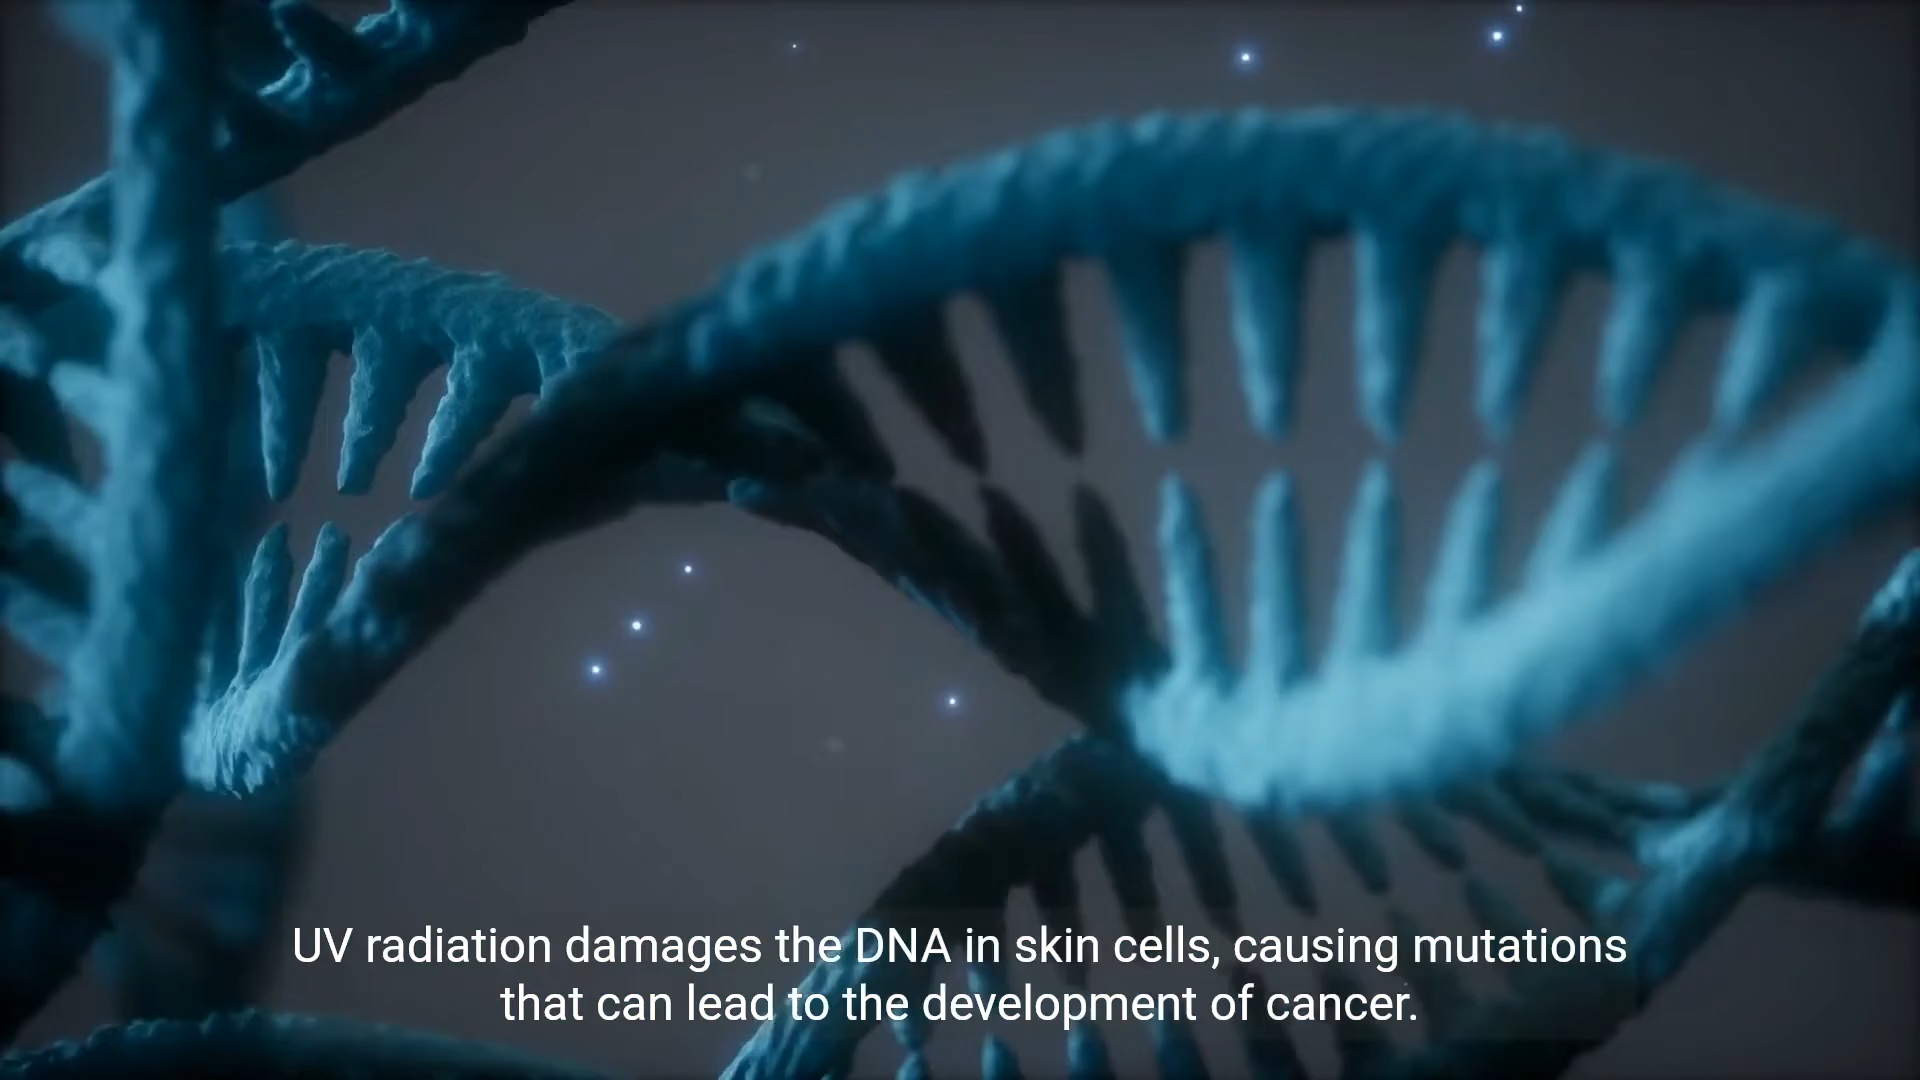 UV radiation damages the DNA in skin cells, causing mutations
that can lead to the development of cancer.